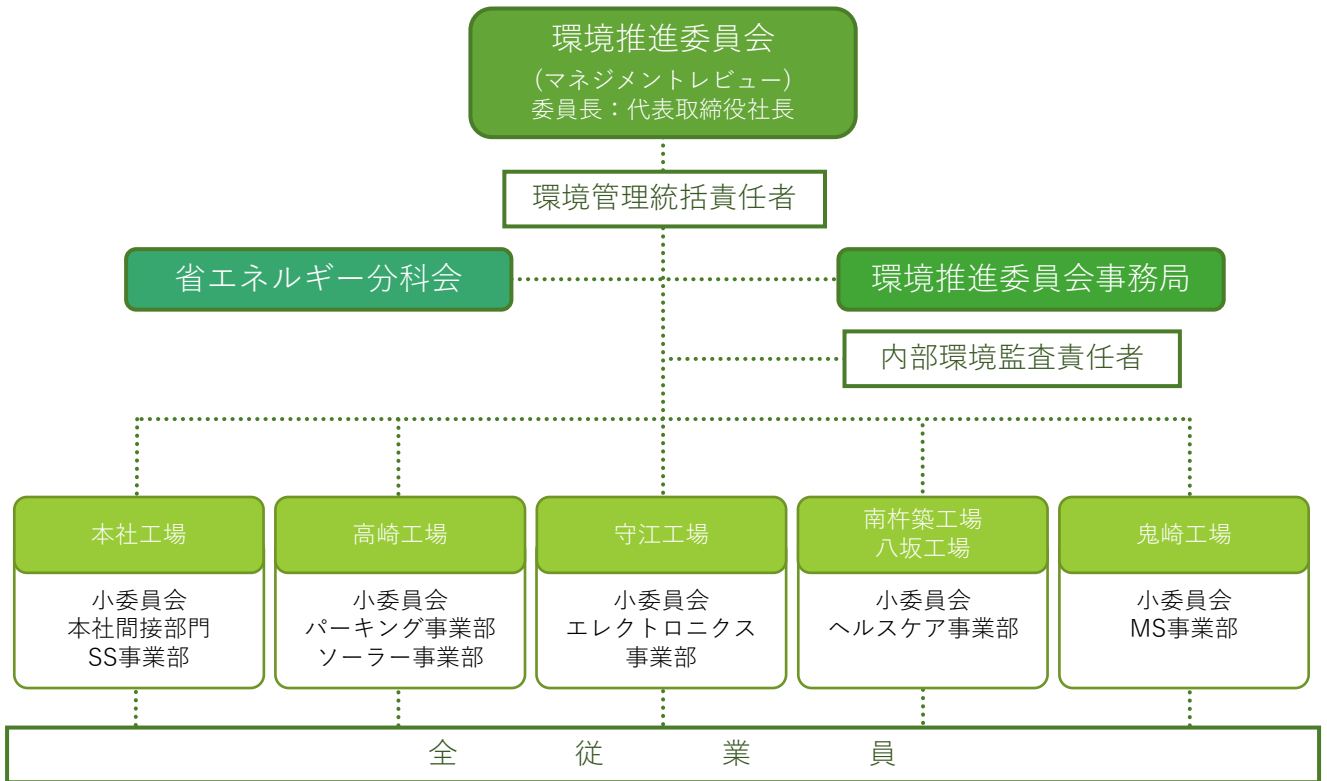 環境推進委員会
(マネジメントレビュー)
委員長：代表取締役社長
環境管理統括責任者
省エネルギー分科会
環境推進委員会事務局
内部環境監査責任者
本社工場
小委員会
本社間接部門
SS事業部
高崎工場
小委員会
パーキング事業部
ソーラー事業部
守江工場
小委員会
エレクトロニクス
事業部
南杵築工場
八坂工場
小委員会
ヘルスケア事業部
鬼崎工場
小委員会
MS事業部
全従業員